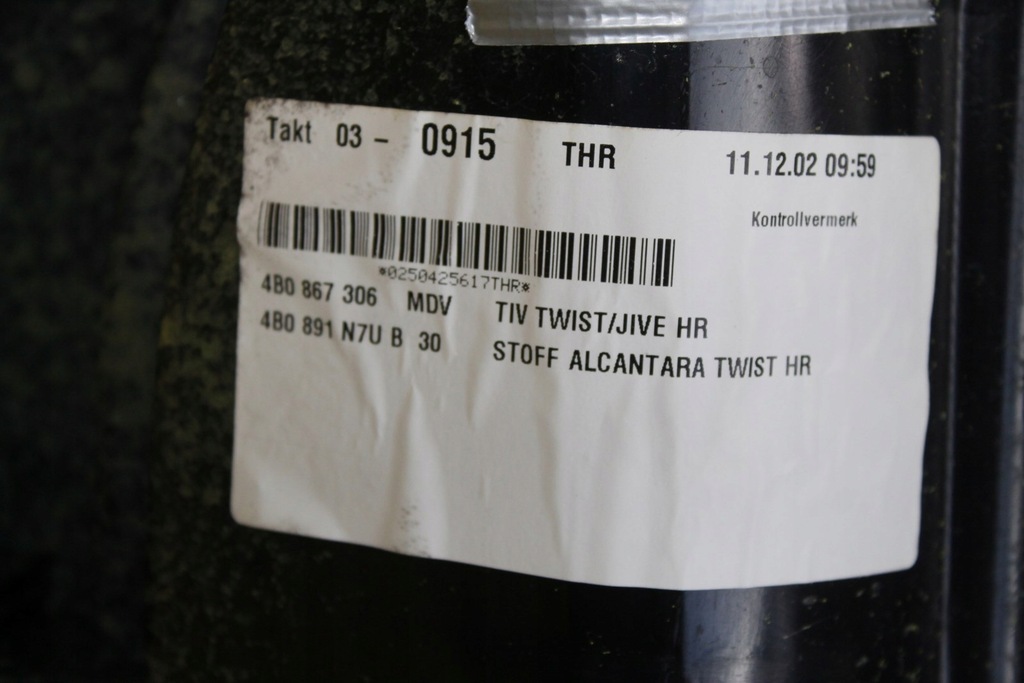 Takt 03 - 0915 THR 11.12.02 09:59
Kontrollvermerk
*0250425617THR*
4B0 867 306 MDV TIV TWIST/JIVE HR
4B0 891 N7U B 30 STOFF ALCANTARA TWIST HR